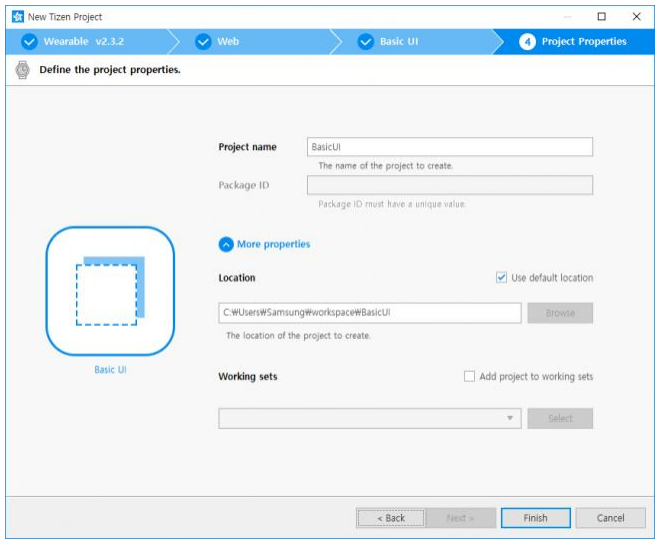 New Tizen Project
Wearable v2.3.2
Web
Basic UI
4 Project Properties
Define the project properties.
Project name
BasicUI
The name of the project to create.
Package ID
Package ID must have a unique value.
More properties
Location
Use default location
C:₩Users₩Samsung₩workspace₩BasicUI
Browse
The location of the project to create.
Basic UI
Working sets
Add project to working sets
Select
< Back
Next >
Finish
Cancel